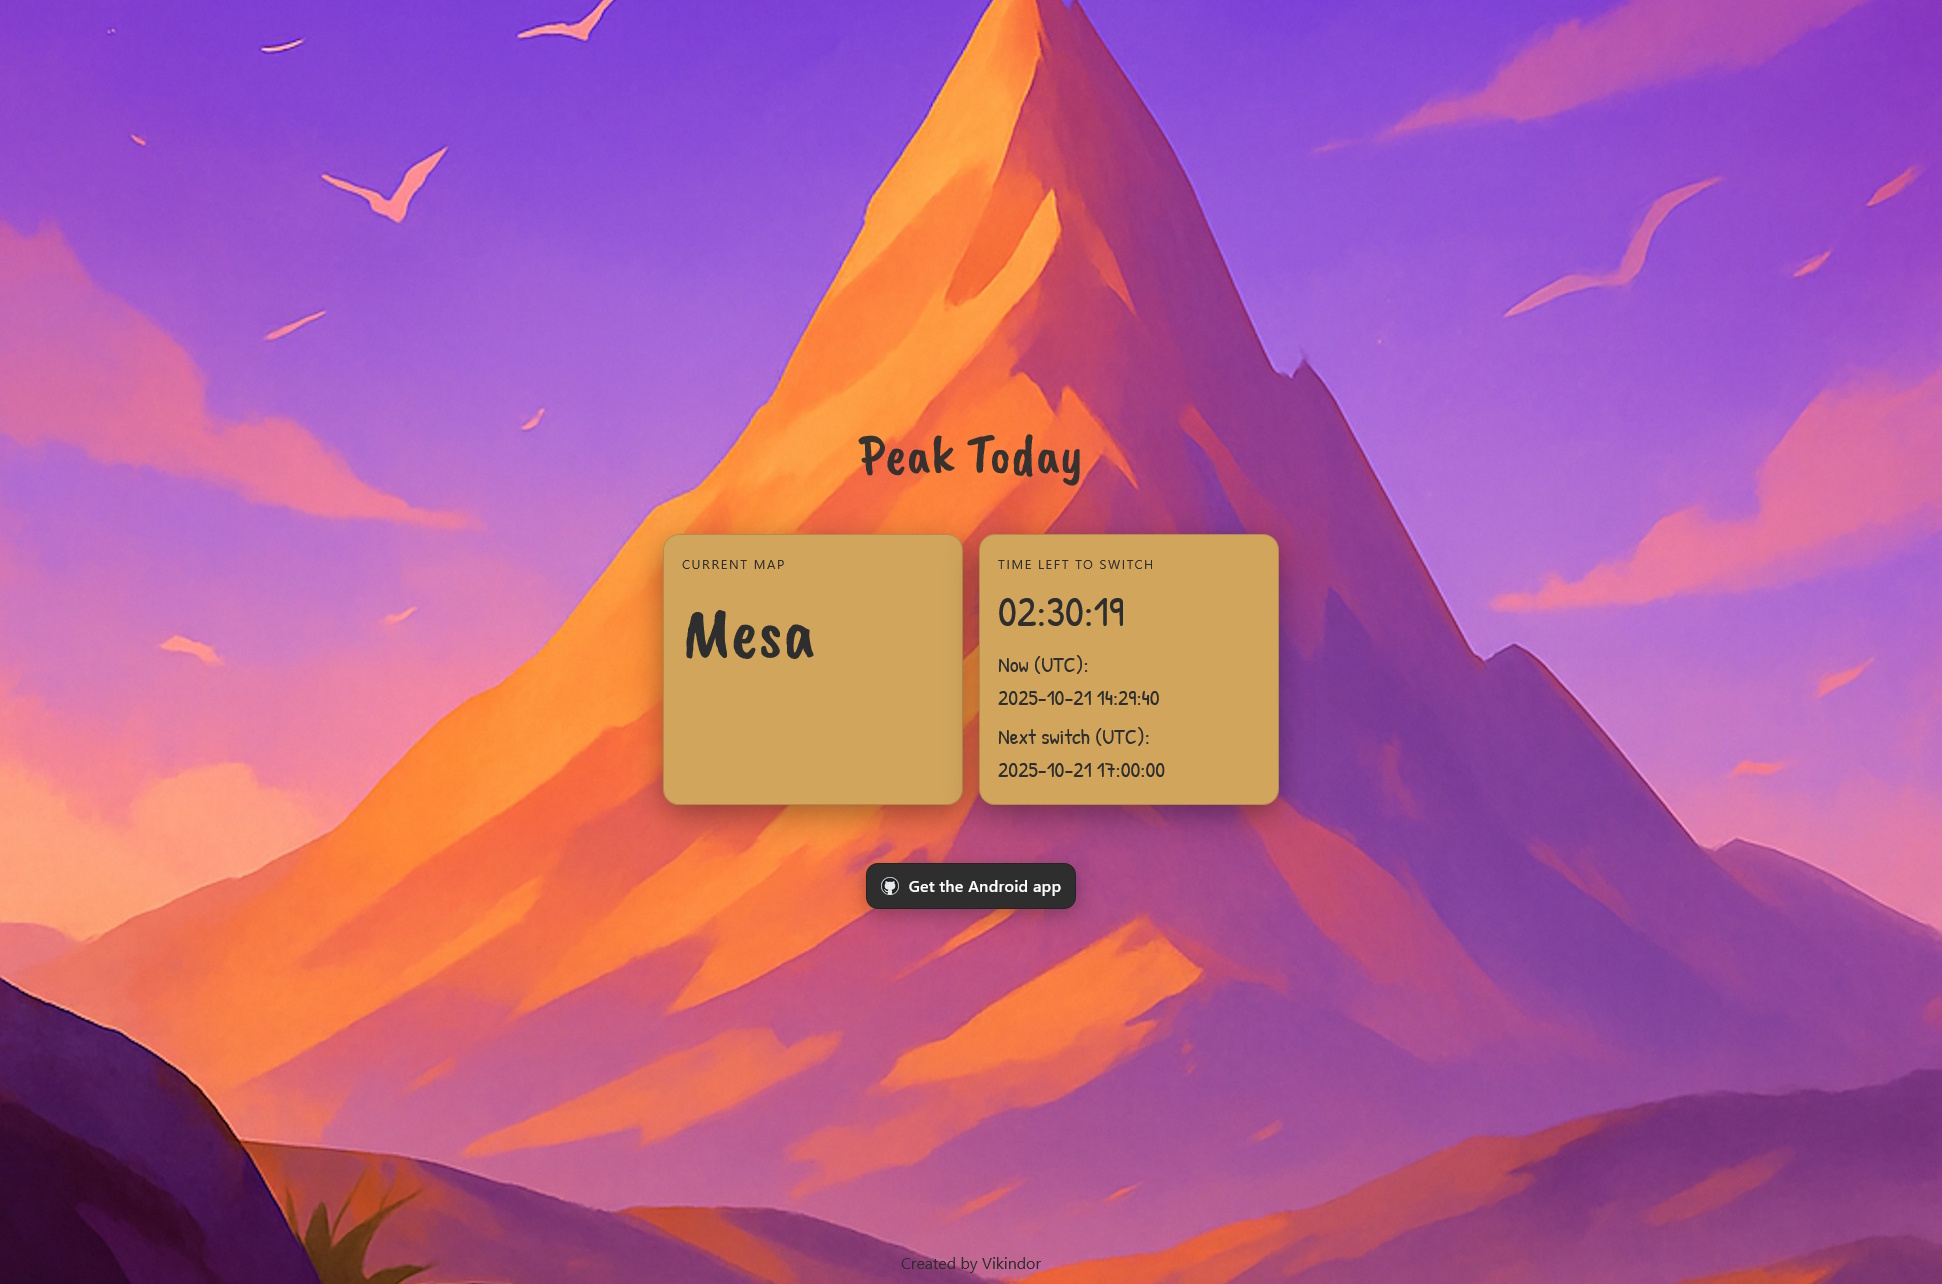 Peak Today
CURRENT MAP
Mesa
TIME LEFT TO SWITCH
02:30:19
Now (UTC):
2025-10-21 14:29:40
Next switch (UTC):
2025-10-21 17:00:00
Get the Android app
Created by Vikindor